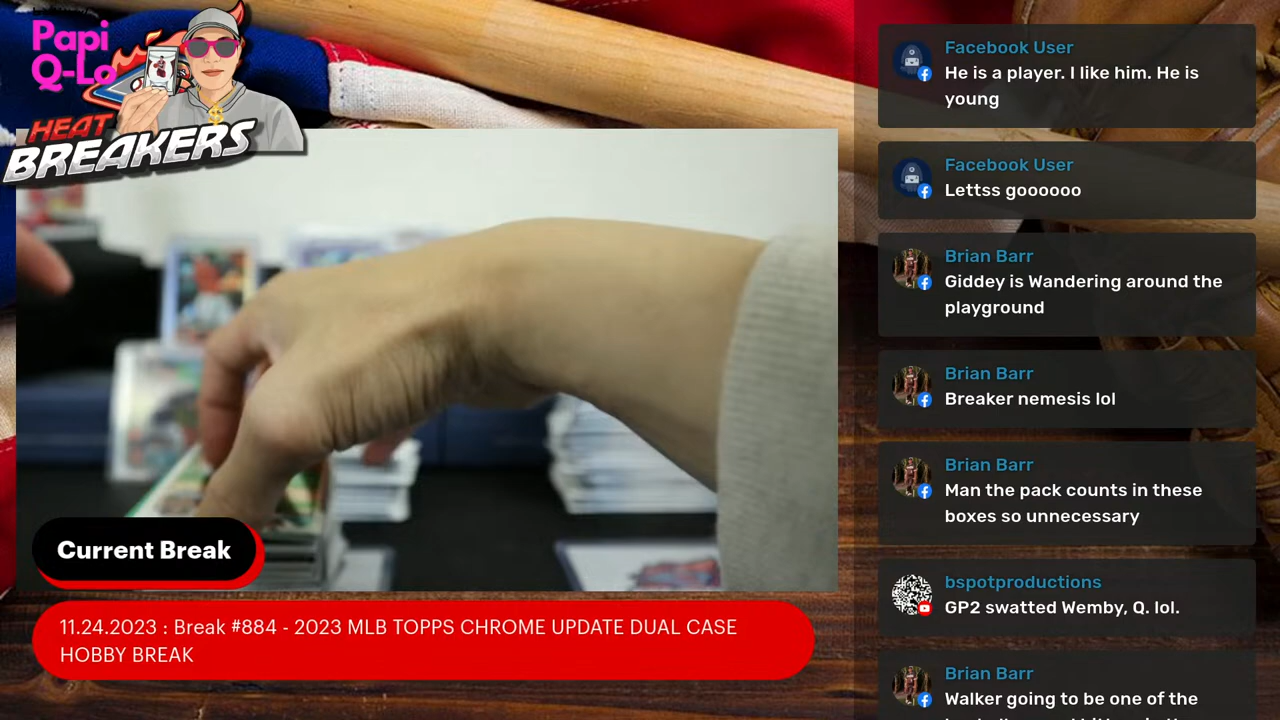 Papi
Q-Lo
HEAT
BREAKERS
Current Break
11.24.2023 : Break #884 - 2023 MLB TOPPS CHROME UPDATE DUAL CASE
HOBBY BREAK
Facebook User
He is a player. I like him. He is
young
Facebook User
Lettss goooooo
Brian Barr
Giddey is Wandering around the
playground
Brian Barr
Breaker nemesis lol
Brian Barr
Man the pack counts in these
boxes so unnecessary
bspotproductions
GP2 swatted Wemby, Q. lol.
Brian Barr
Walker going to be one of the